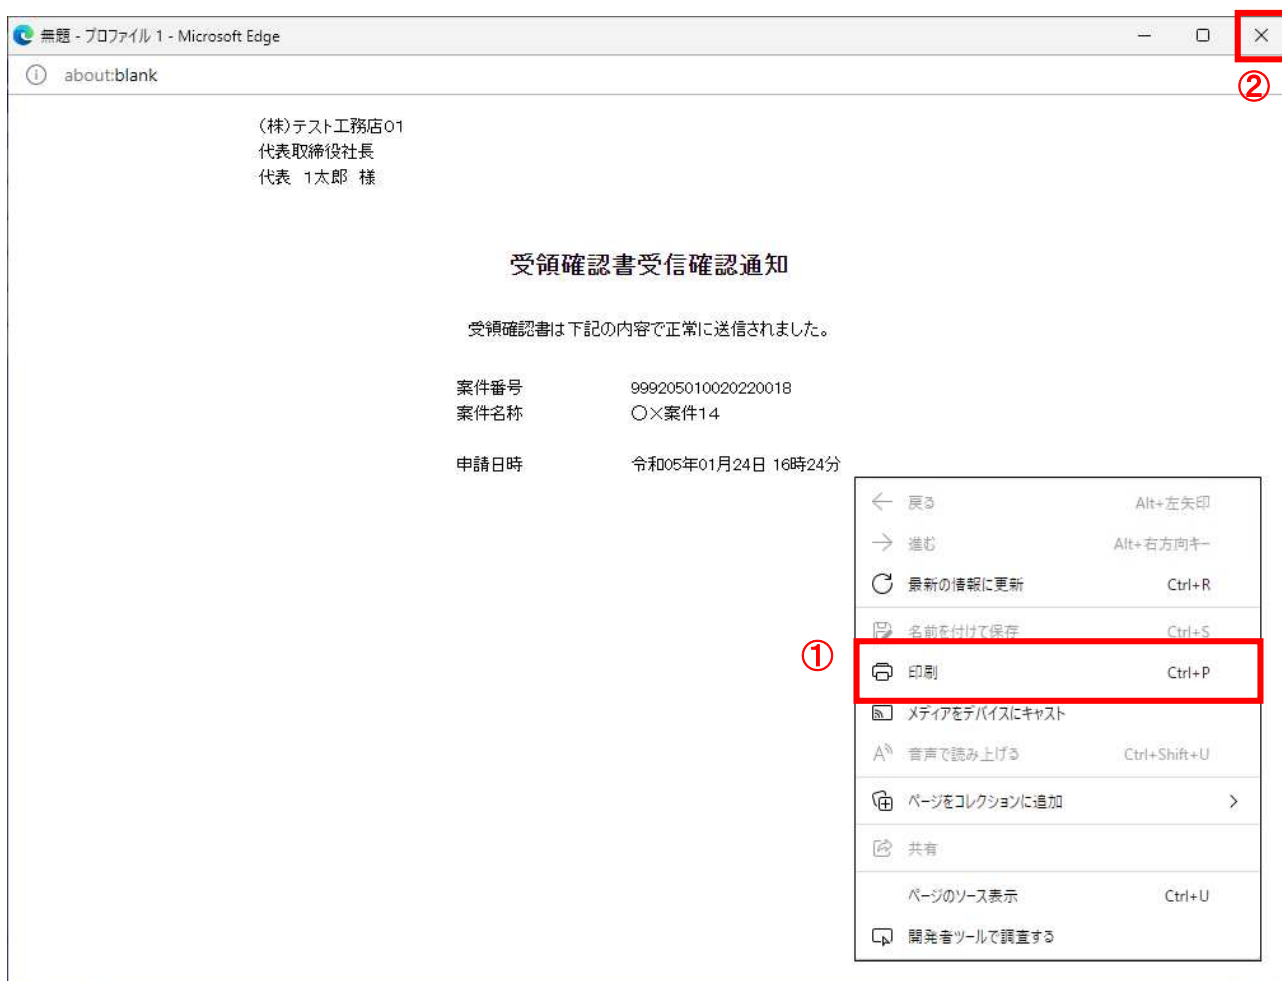 無題 - プロファイル 1 - Microsoft Edge
②
about:blank
(株)テスト工務店01
代表取締役社長
代表 1太郎 様
受領確認書受信確認通知
受領確認書は下記の内容で正常に送信されました。
案件番号 999205010020220018
案件名称 ○×案件14
申請日時 令和05年01月24日 16時24分
戻る Alt+左矢印
進む Alt+右方向キー
最新の情報に更新 Ctrl+R
名前を付けて保存 Ctrl+S
①
印刷 Ctrl+P
メディアをデバイスにキャスト
音声で読み上げる Ctrl+Shift+U
ページをコレクションに追加
共有
ページのソース表示 Ctrl+U
開発者ツールで調査する